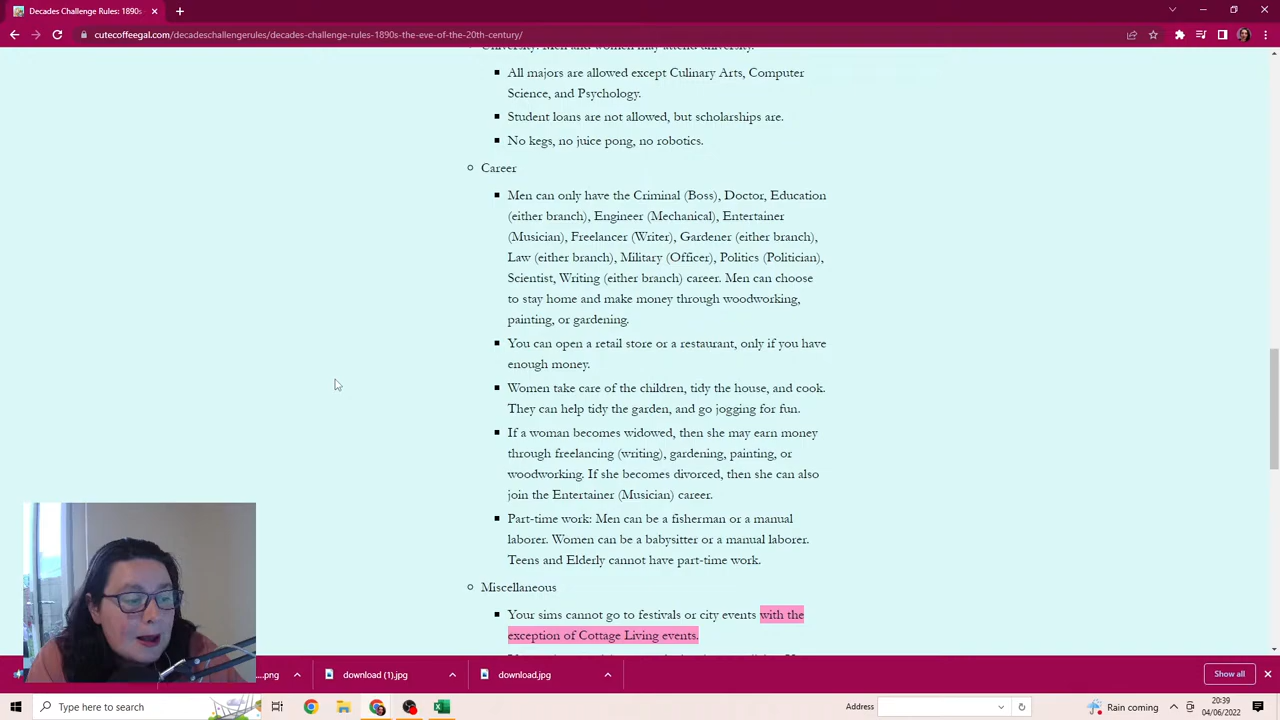 Decades Challenge Rules: 1890s
cutecoffeegal.com/decadeschallengerules/decades-challenge-rules-1890s-the-eve-of-the-20th-century/
University: Men and women may attend university.
All majors are allowed except Culinary Arts, Computer
Science, and Psychology.
Student loans are not allowed, but scholarships are.
No kegs, no juice pong, no robotics.
Career
Men can only have the Criminal (Boss), Doctor, Education
(either branch), Engineer (Mechanical), Entertainer
(Musician), Freelancer (Writer), Gardener (either branch),
Law (either branch), Military (Officer), Politics (Politician),
Scientist, Writing (either branch) career. Men can choose
to stay home and make money through woodworking,
painting, or gardening.
You can open a retail store or a restaurant, only if you have
enough money.
Women take care of the children, tidy the house, and cook.
They can help tidy the garden, and go jogging for fun.
If a woman becomes widowed, then she may earn money
through freelancing (writing), gardening, painting, or
woodworking. If she becomes divorced, then she can also
join the Entertainer (Musician) career.
Part-time work: Men can be a fisherman or a manual
laborer. Women can be a babysitter or a manual laborer.
Teens and Elderly cannot have part-time work.
Miscellaneous
Your sims cannot go to festivals or city events with the
exception of Cottage Living events.
....png
download (1).jpg
download.jpg
Show all
Type here to search
Address
Rain coming
20:39
04/06/2022